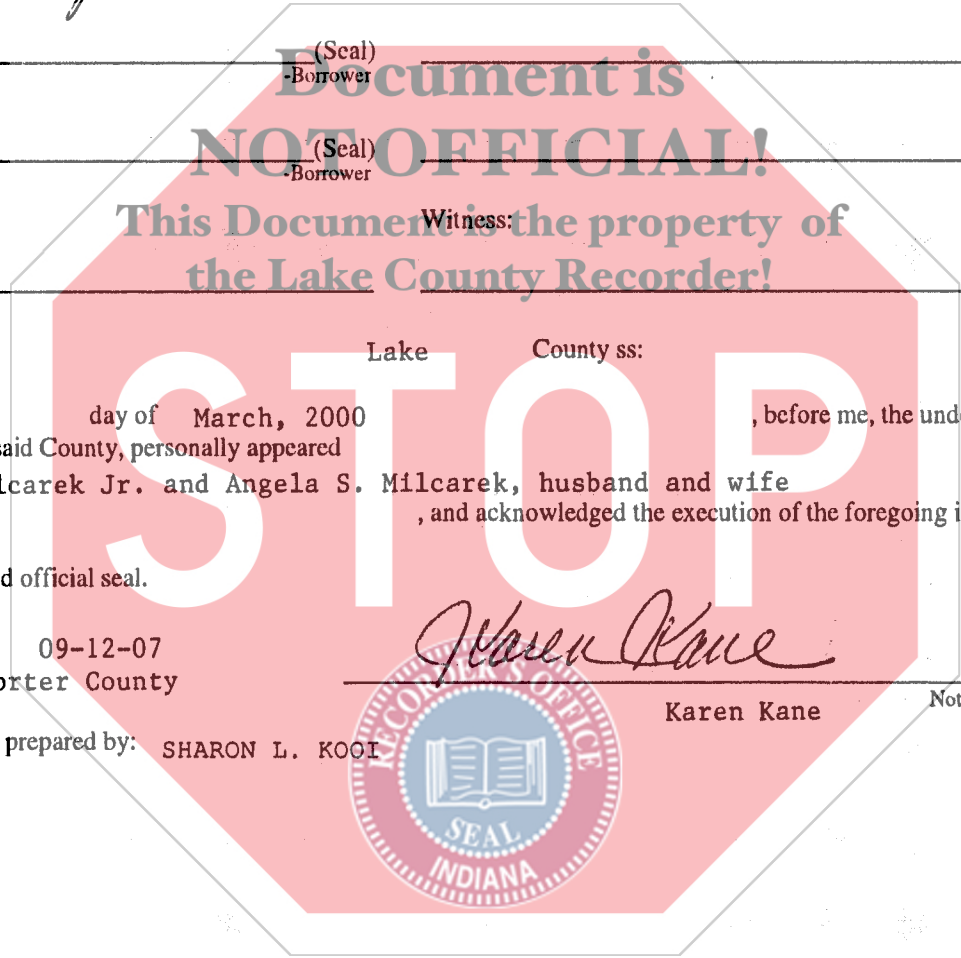 (Seal)
-Borrower
Document is
(Seal)
-Borrower
NOT OFFICIAL!
Witness:
This Document is the property of
the Lake County Recorder!
Lake County ss:
STOP
day of March, 2000 , before me, the und
said County, personally appeared
lcarek Jr. and Angela S. Milcarek, husband and wife
, and acknowledged the execution of the foregoing i
d official seal.
09-12-07
Karen Kane
orter County
Karen Kane Not
prepared by: SHARON L. KOOI
RECORDER'S OFFICE
SEAL
INDIANA